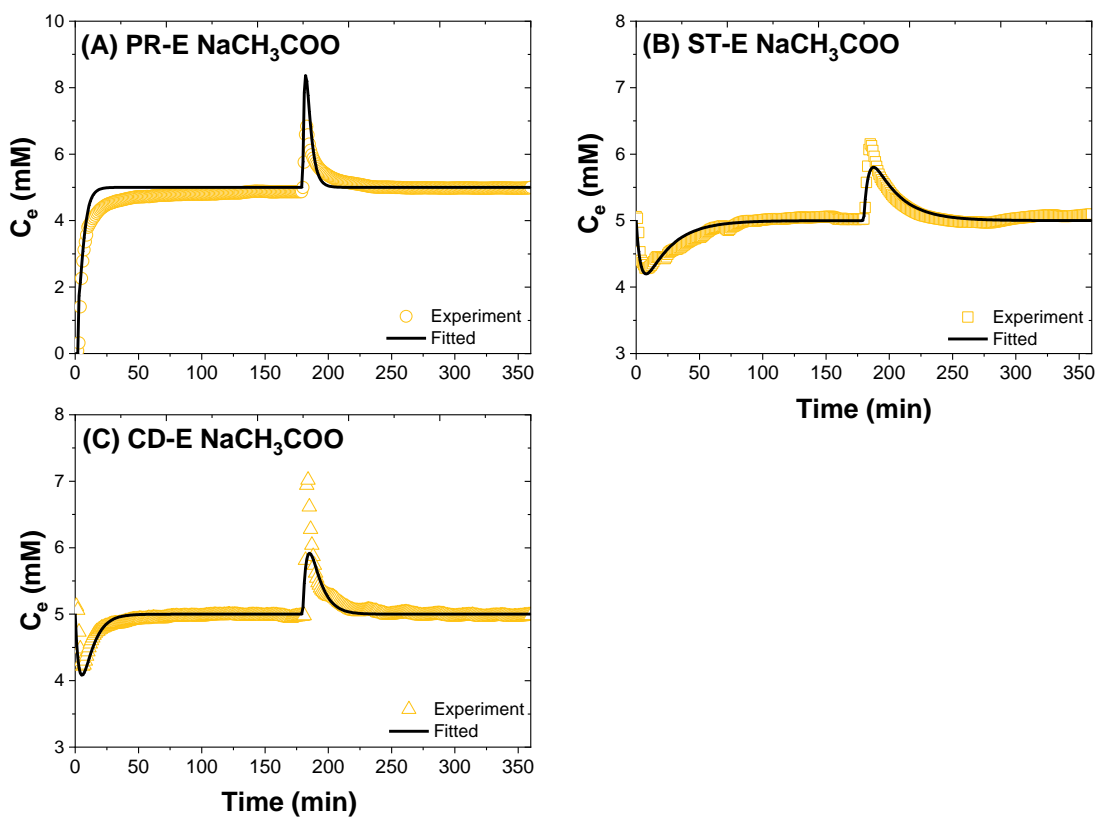 (A) PR-E NaCH₃COO
10
8
6
4
2
0
Cₑ (mM)
0 50 100 150 200 250 300 350
Experiment
Fitted
(B) ST-E NaCH₃COO
8
7
6
5
4
3
Cₑ (mM)
0 50 100 150 200 250 300 350
Time (min)
Experiment
Fitted
(C) CD-E NaCH₃COO
8
7
6
5
4
3
Cₑ (mM)
0 50 100 150 200 250 300 350
Time (min)
Experiment
Fitted